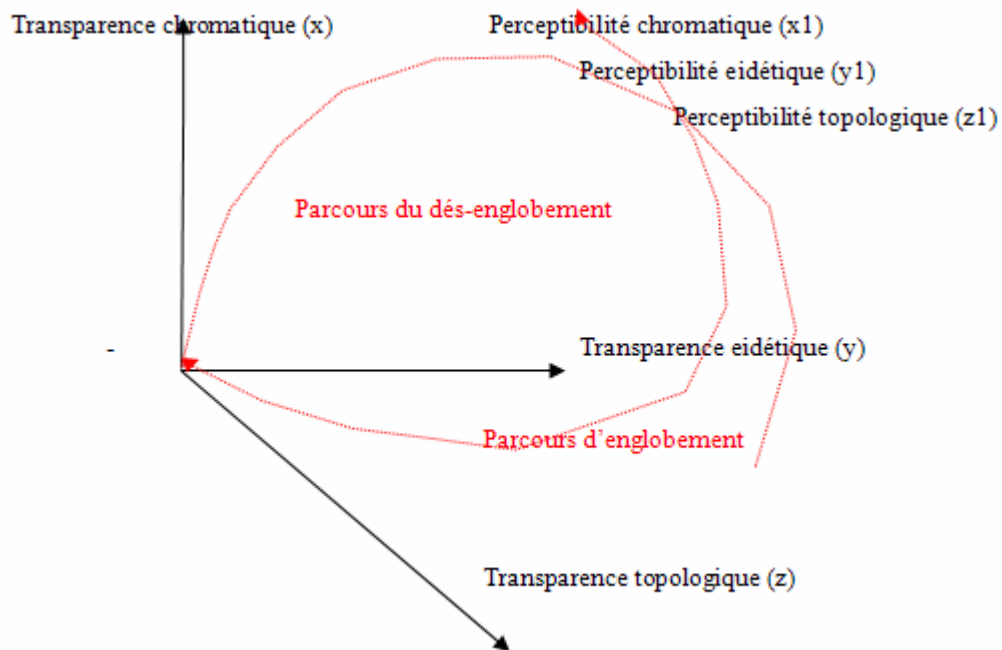 Transparence chromatique (x)
Perceptibilité chromatique (x1)
Perceptibilité eidétique (y1)
Perceptibilité topologique (z1)
Parcours du dés-englobement
-
Transparence eidétique (y)
Parcours d’englobement
Transparence topologique (z)